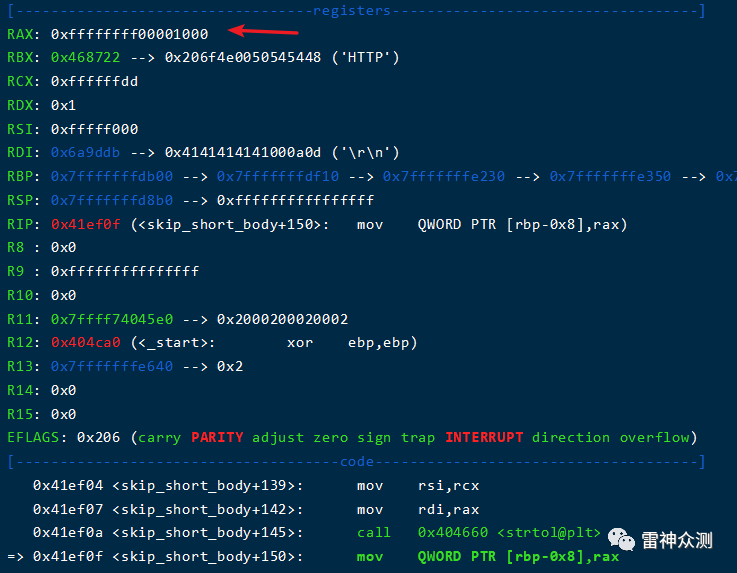 [------------------------------------registers-------------------------------------]
RAX: 0xffffffff00001000
RBX: 0x468722 --> 0x206f4e0050545448 ('HTTP')
RCX: 0xffffffdd
RDX: 0x1
RSI: 0xfffff000
RDI: 0x6a9ddb --> 0x4141414141000a0d ('\r\n')
RBP: 0x7fffffffdb00 --> 0x7fffffffdf10 --> 0x7fffffffe230 --> 0x7fffffffe350 --> 0x7
RSP: 0x7fffffffd8b0 --> 0xffffffffffffffff
RIP: 0x41ef0f (<skip_short_body+150>: mov QWORD PTR [rbp-0x8],rax)
R8 : 0x0
R9 : 0xffffffffffffffff
R10: 0x0
R11: 0x7ffff74045e0 --> 0x2000200020002
R12: 0x404ca0 (<_start>: xor ebp,ebp)
R13: 0x7fffffffe640 --> 0x2
R14: 0x0
R15: 0x0
EFLAGS: 0x206 (carry PARITY adjust zero sign trap INTERRUPT direction overflow)
[---------------------------------------code---------------------------------------]
0x41ef04 <skip_short_body+139>: mov rsi,rcx
0x41ef07 <skip_short_body+142>: mov rdi,rax
0x41ef0a <skip_short_body+145>: call 0x404660 <strtol@plt>
=> 0x41ef0f <skip_short_body+150>: mov QWORD PTR [rbp-0x8],rax
雷神众测